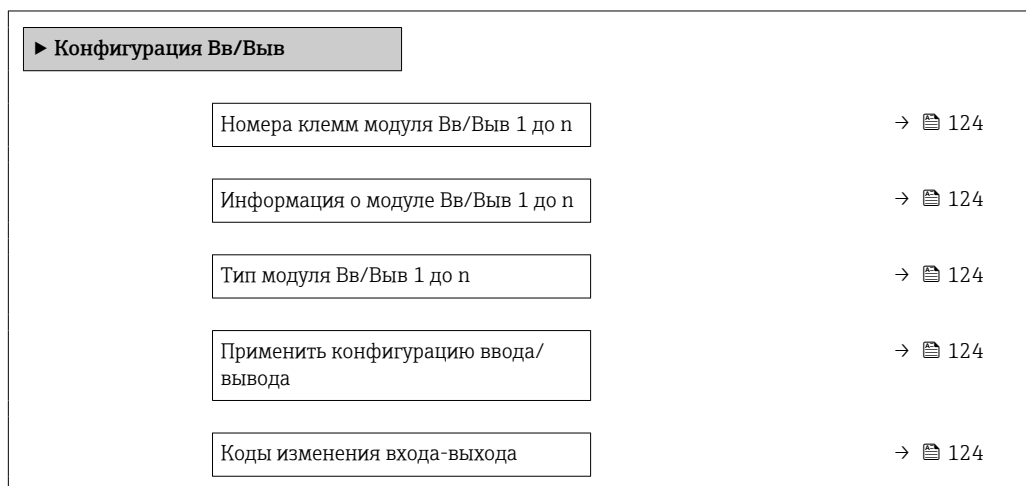 ▶ Конфигурация Вв/Выв
Номера клемм модуля Вв/Выв 1 до n → 124
Информация о модуле Вв/Выв 1 до n → 124
Тип модуля Вв/Выв 1 до n → 124
Применить конфигурацию ввода/ → 124
вывода
Коды изменения входа-выхода → 124